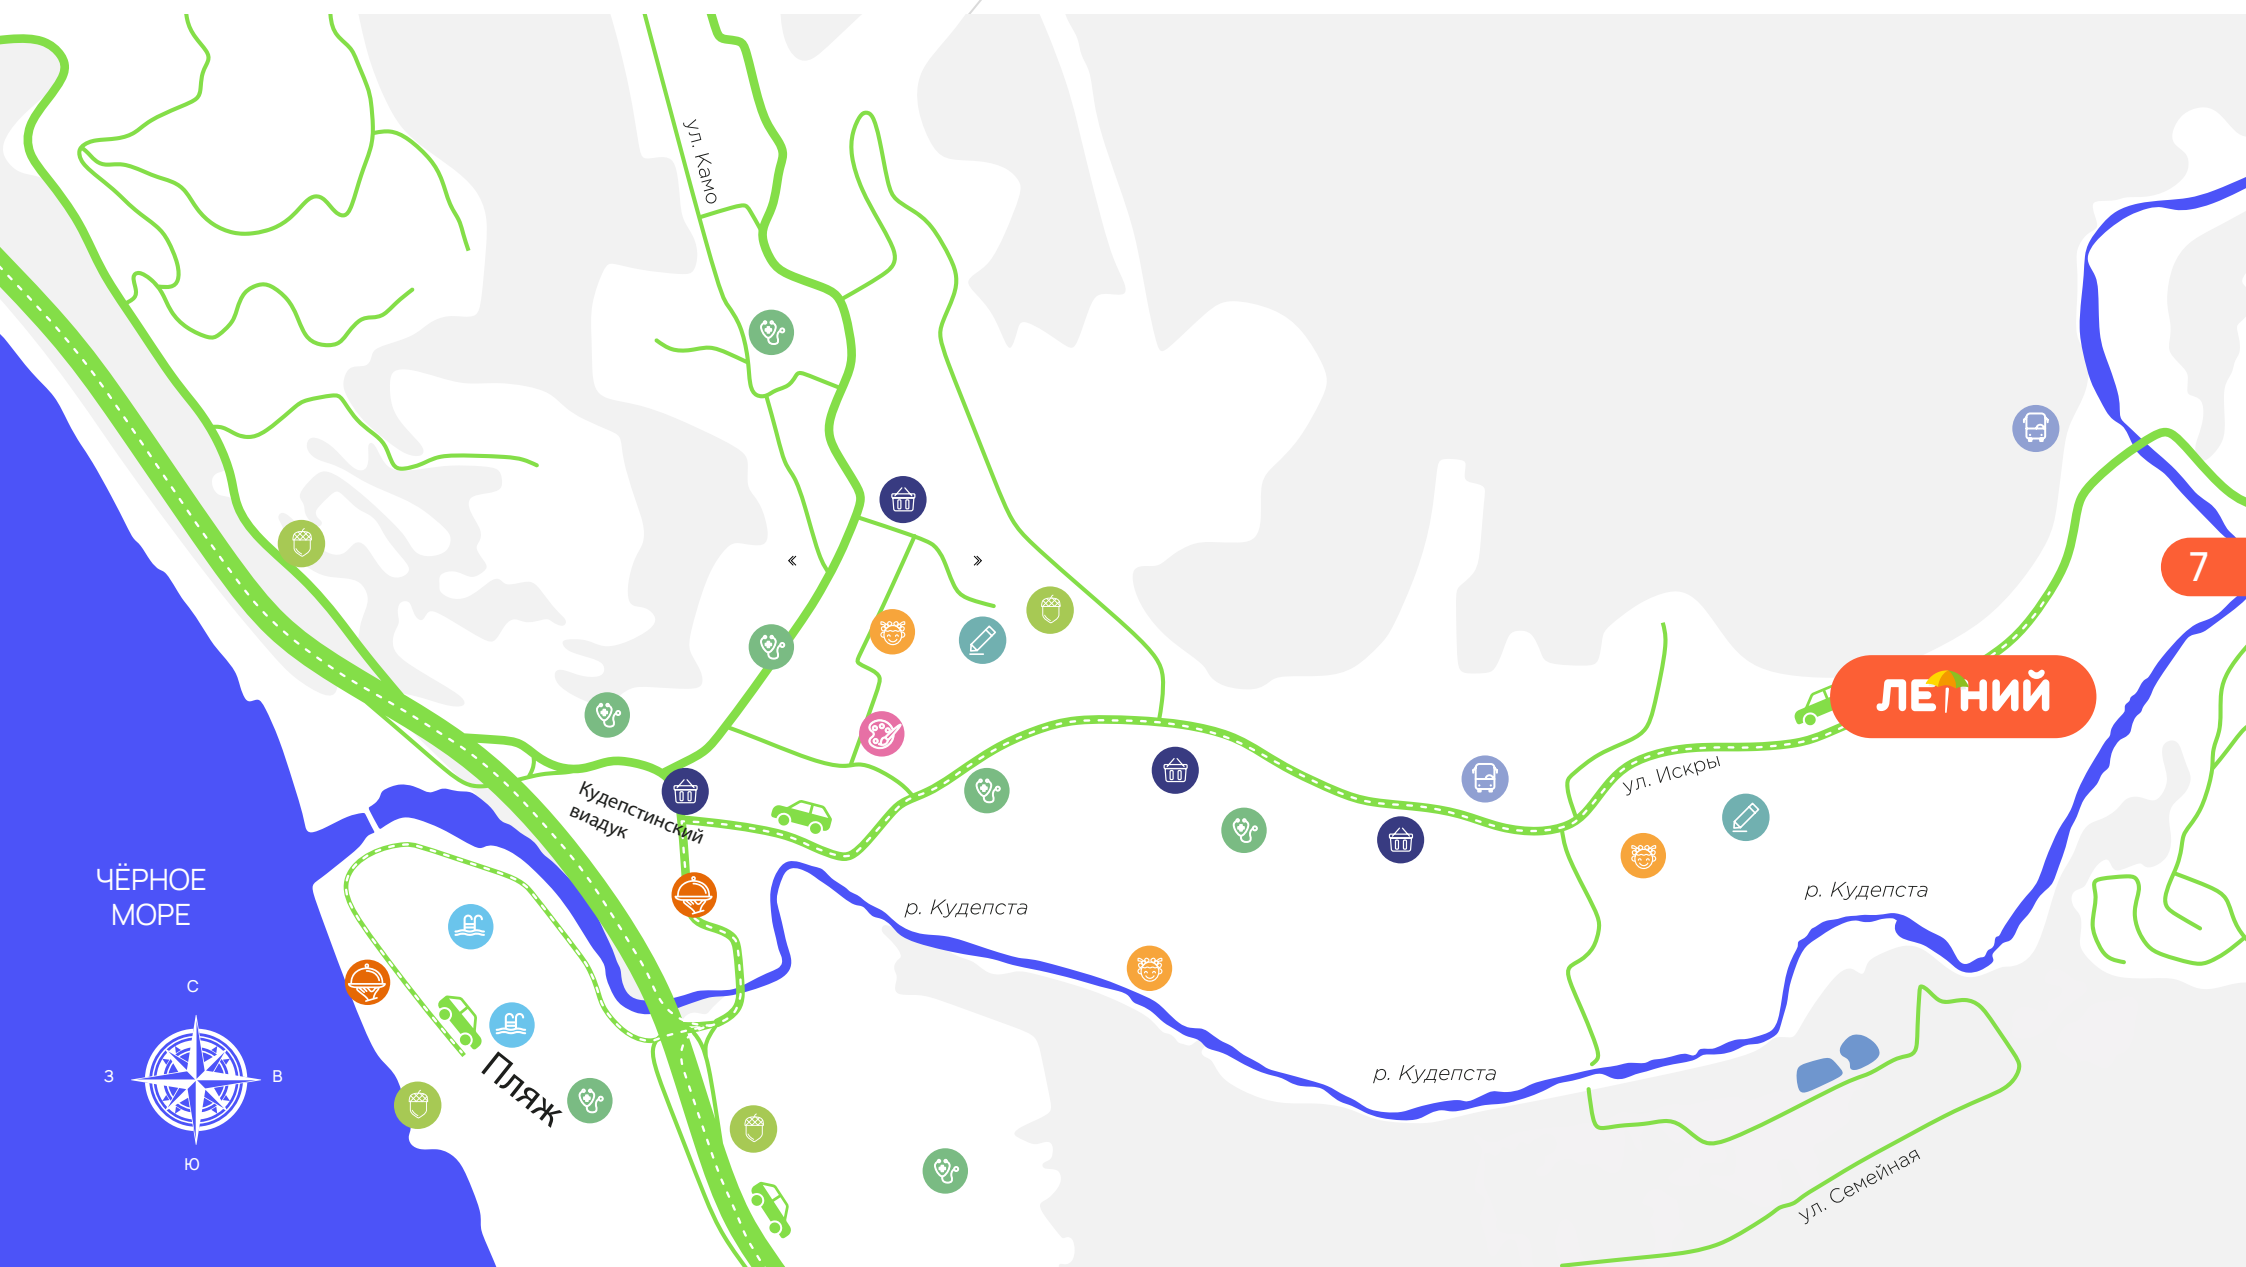 ул. Камо
«
»
7
ЛЕТНИЙ
ул. Искры
Кудепстинский
виадук
ЧЁРНОЕ
МОРЕ
р. Кудепста
р. Кудепста
С
З
В
Ю
Пляж
р. Кудепста
ул. Семейная